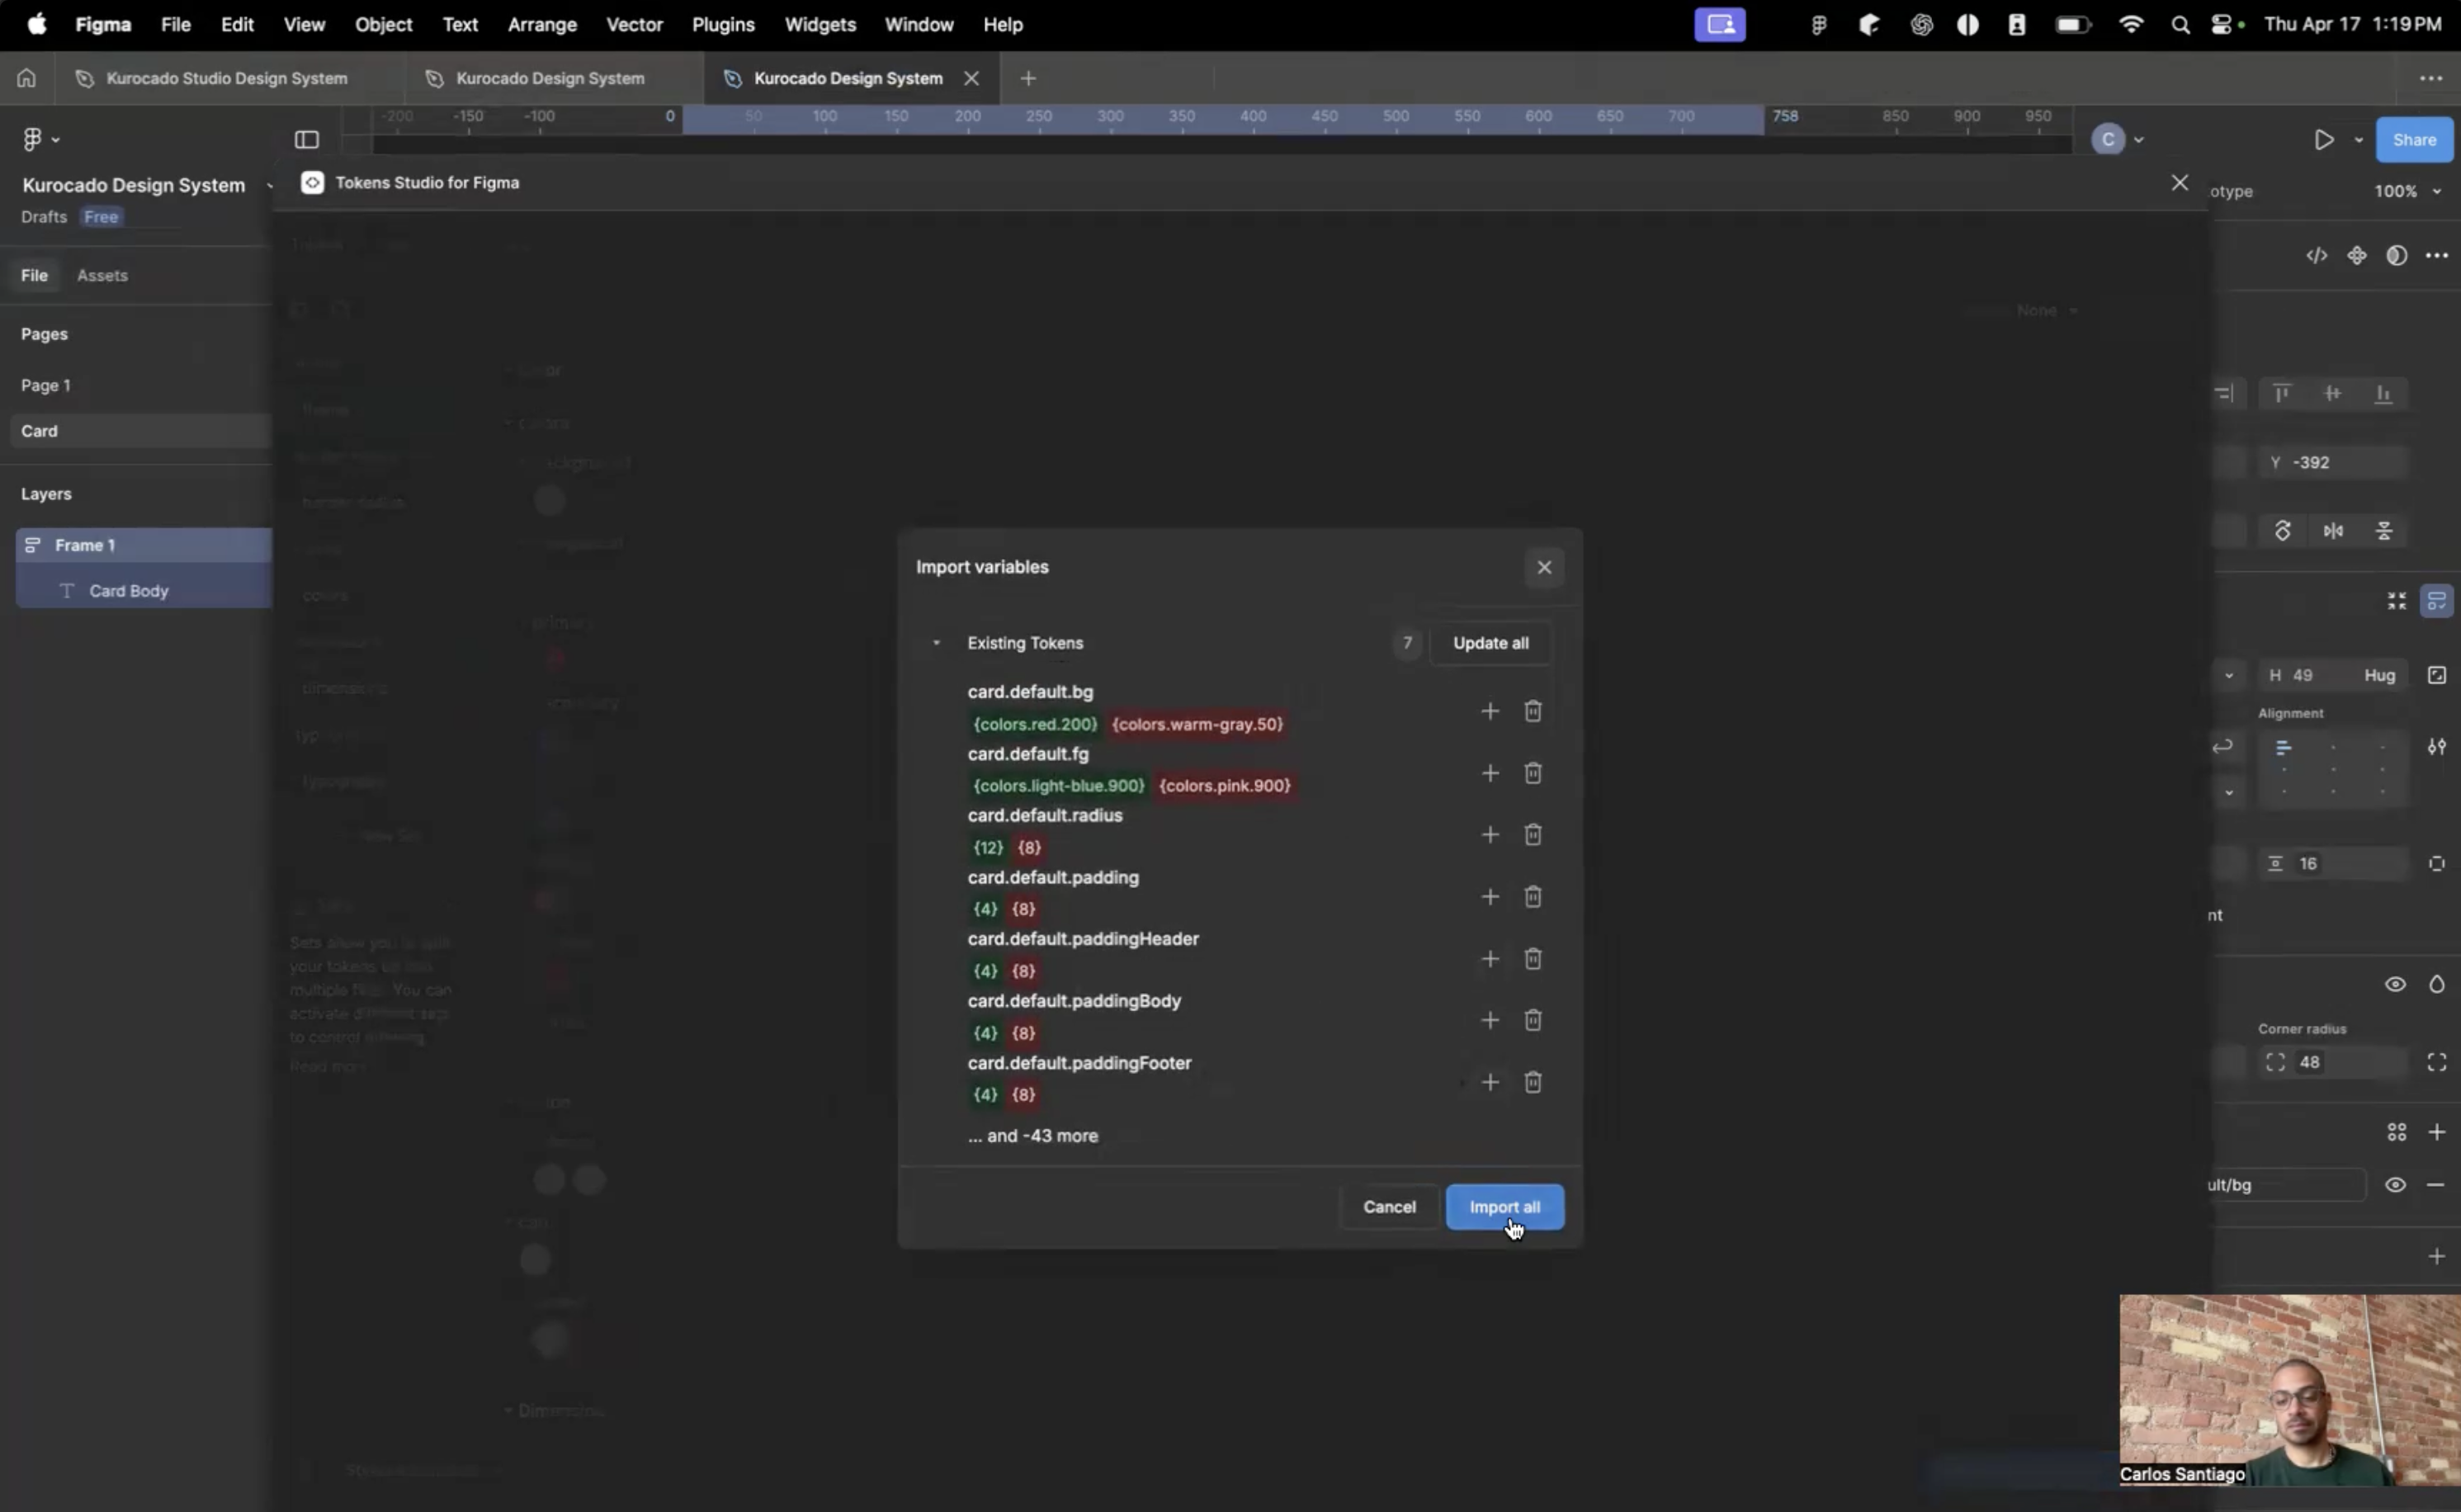 Figma File Edit View Object Text Arrange Vector Plugins Widgets Window Help Thu Apr 17 1:19 PM
Kurocado Studio Design System Kurocado Design System Kurocado Design System
-200 -150 -100 0 50 100 150 200 250 300 350 400 450 500 550 600 650 700 758 850 900 950
C Share
Kurocado Design System
Tokens Studio for Figma
otype 100%
Drafts Free
File Assets
None
Pages
Page 1
Card
Y -392
Layers
Frame 1
Card Body
Import variables
Existing Tokens 7 Update all
H 49 Hug
card.default.bg
Alignment
{colors.red.200} {colors.warm-gray.50}
card.default.fg
{colors.light-blue.900} {colors.pink.900}
card.default.radius
{12} {8}
16
card.default.padding
{4} {8}
nt
card.default.paddingHeader
{4} {8}
card.default.paddingBody
{4} {8}
Corner radius
card.default.paddingFooter
48
{4} {8}
... and -43 more
Cancel Import all
ult/bg
Carlos Santiago